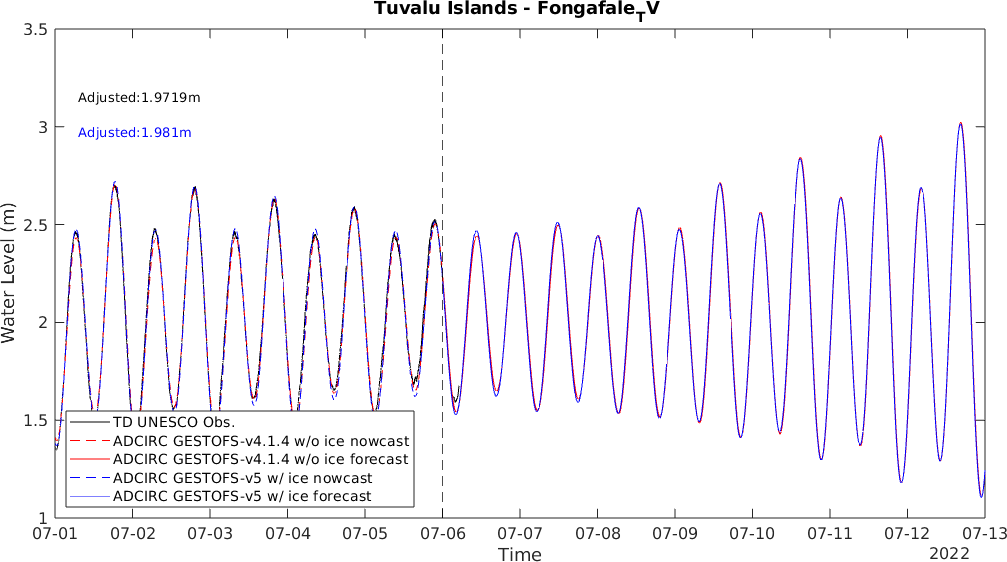 Tuvalu Islands - Fongafale_TV
3.5
Adjusted:1.9719m
3
Adjusted:1.981m
2.5
Water Level (m)
2
1.5
TD UNESCO Obs.
ADCIRC GESTOFS-v4.1.4 w/o ice nowcast
ADCIRC GESTOFS-v4.1.4 w/o ice forecast
ADCIRC GESTOFS-v5 w/ ice nowcast
ADCIRC GESTOFS-v5 w/ ice forecast
1
07-01 07-02 07-03 07-04 07-05 07-06 07-07 07-08 07-09 07-10 07-11 07-12 07-13
Time
2022